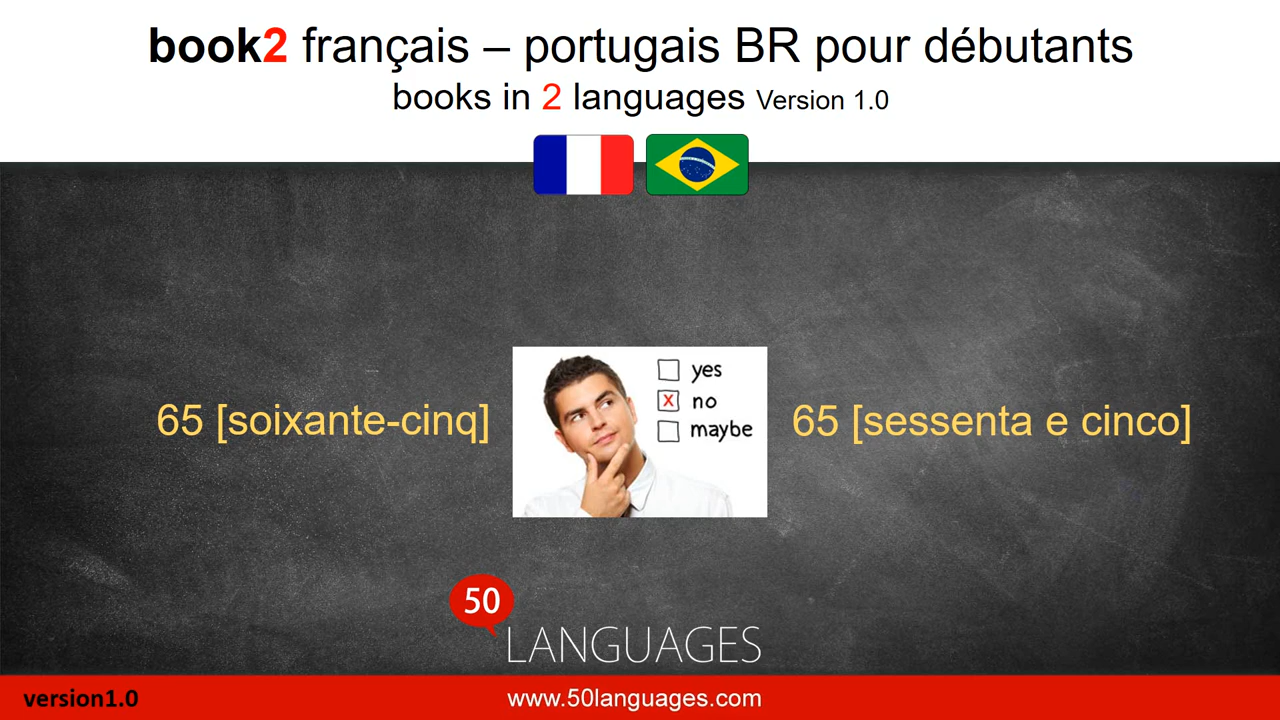 book2 français – portugais BR pour débutants
books in 2 languages Version 1.0
65 [soixante-cinq]
yes
x no
maybe
65 [sessenta e cinco]
50
LANGUAGES
version1.0
www.50languages.com